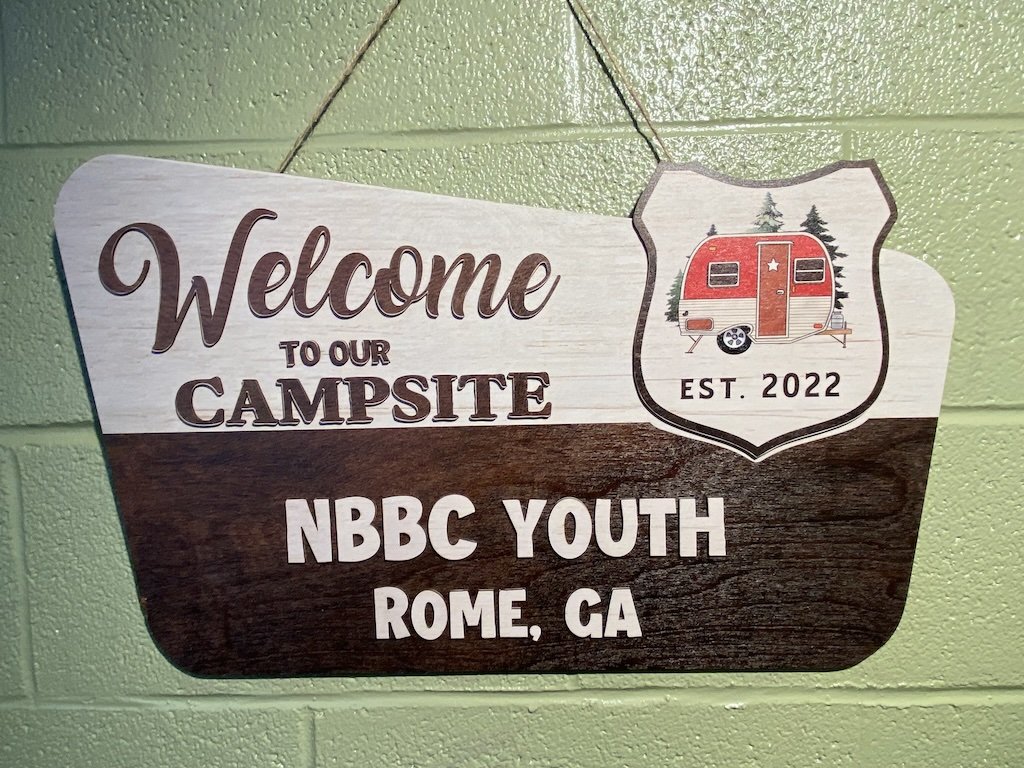 Welcome
TO OUR
CAMPSITE
EST. 2022
NBBC YOUTH
ROME, GA